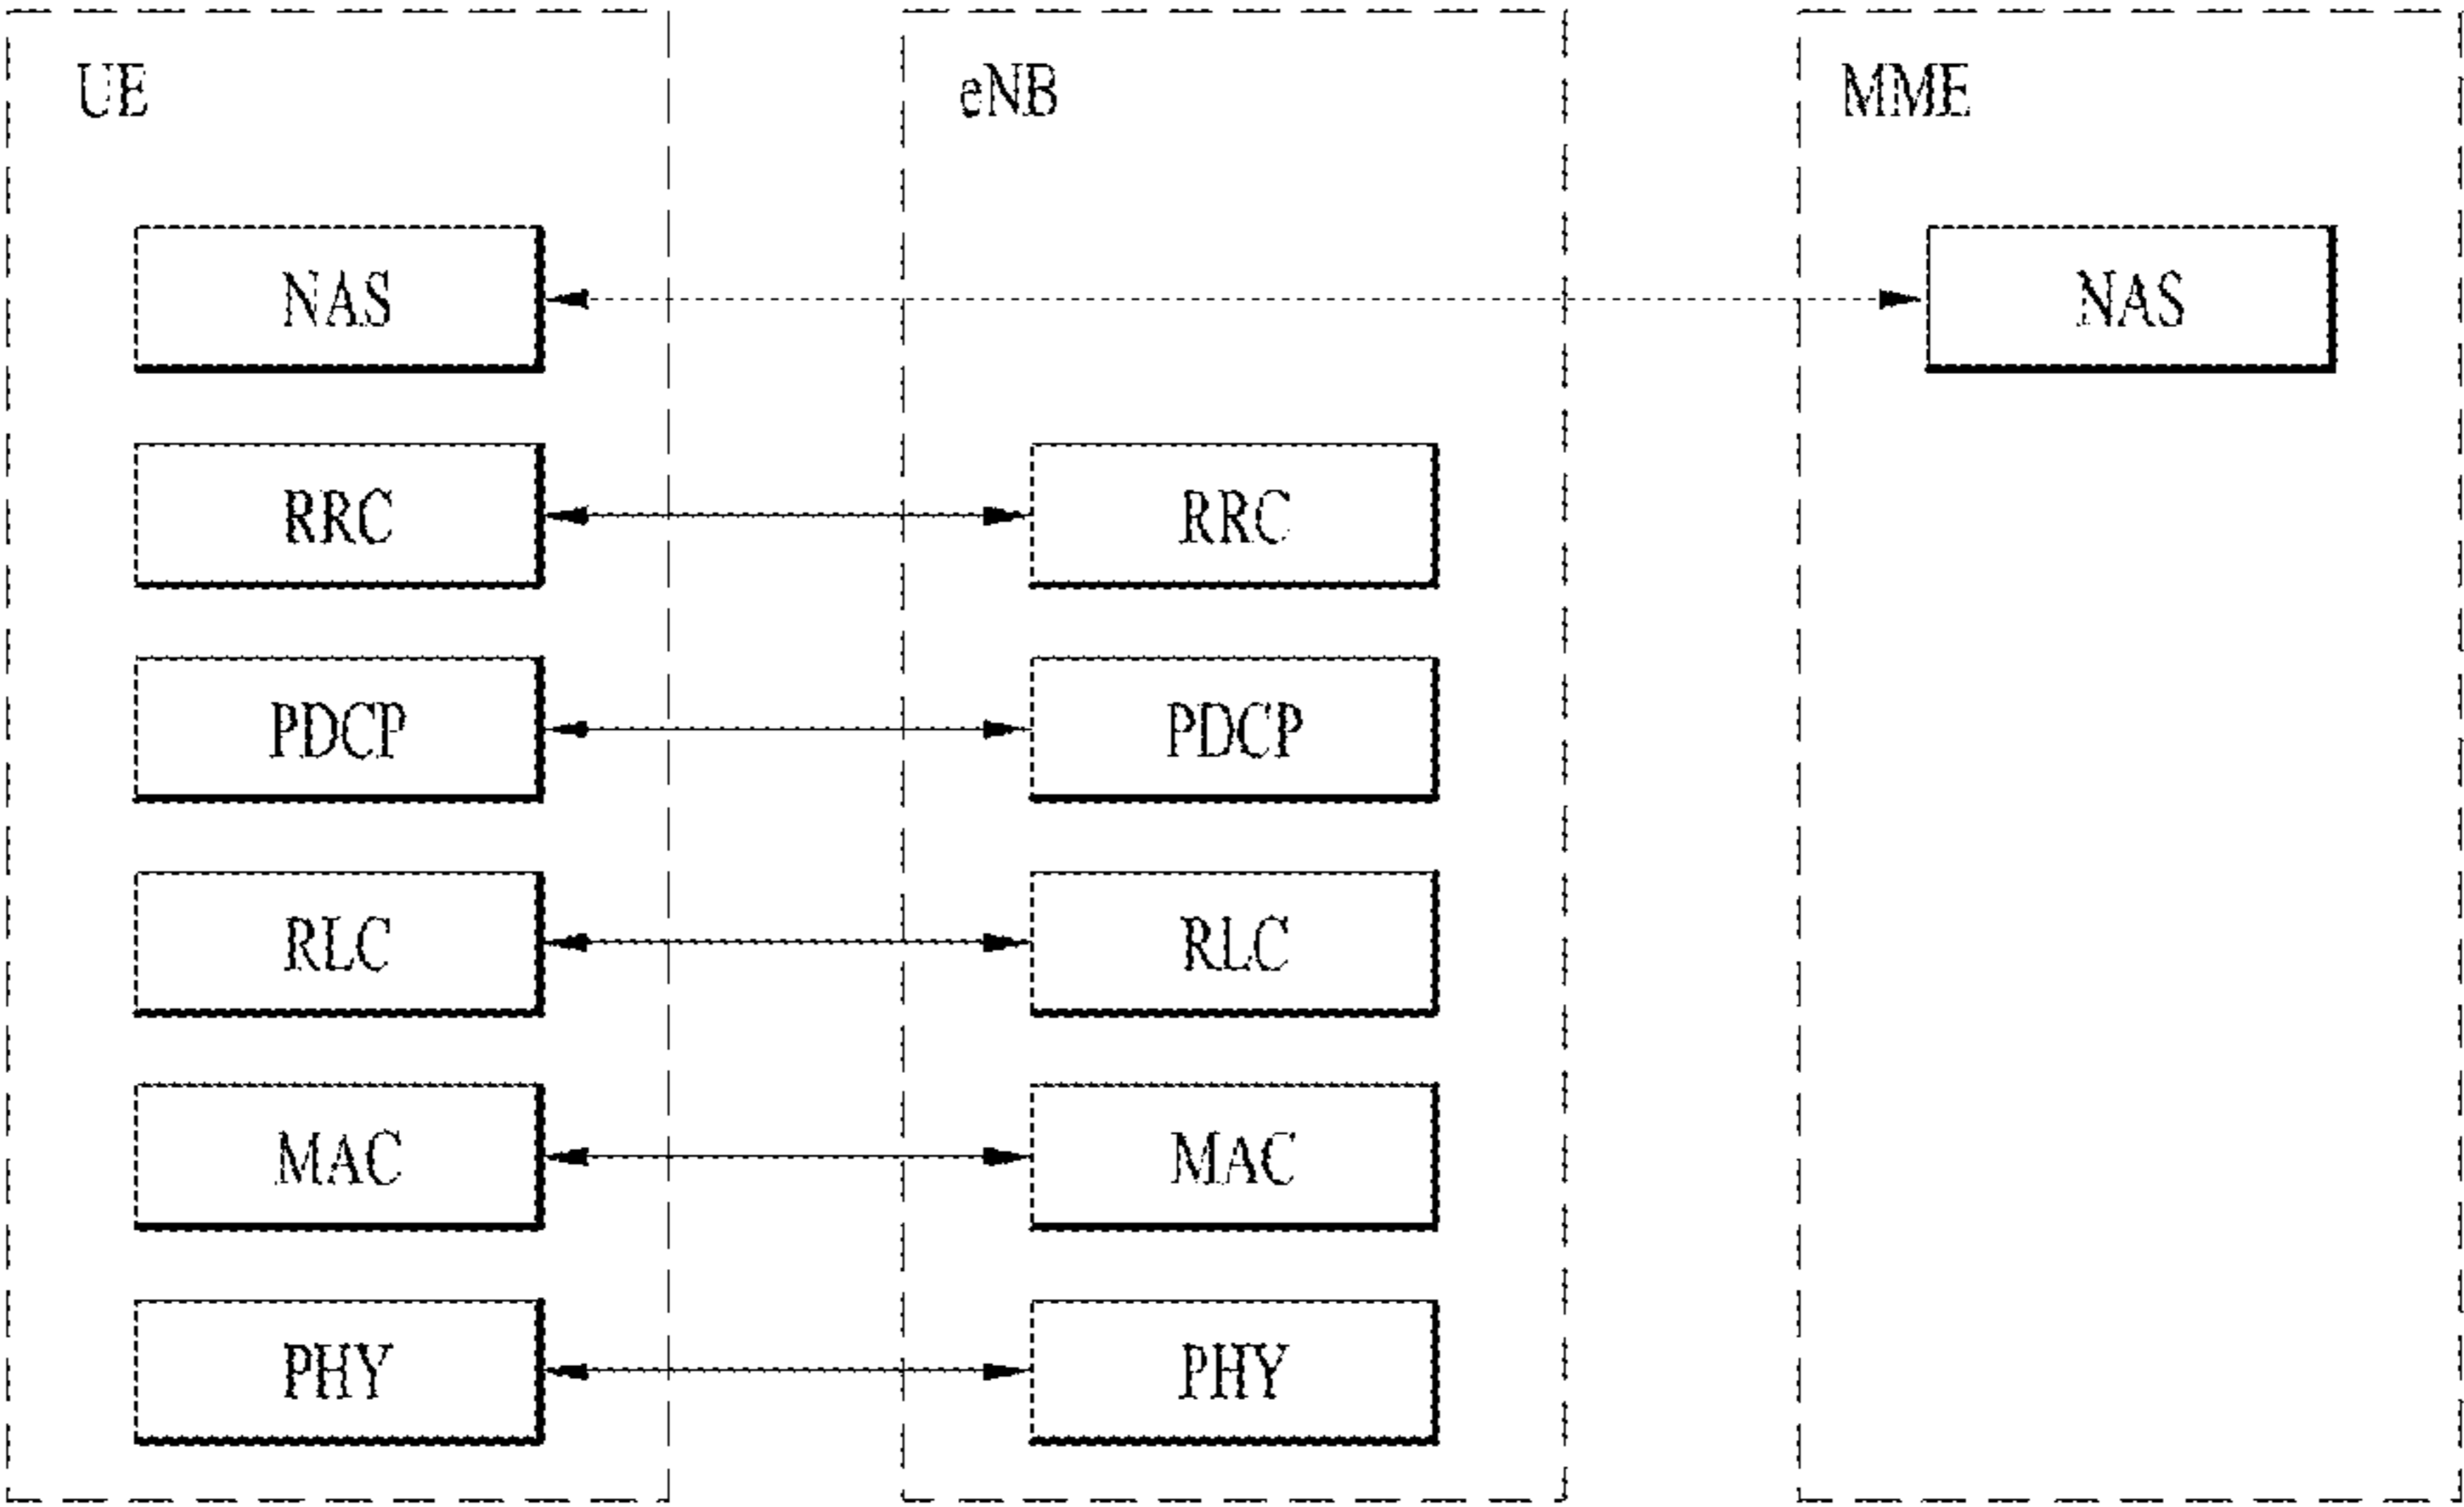 UE eNB MME
NAS NAS
RRC RRC
PDCP PDCP
RLC RLC
MAC MAC
PHY PHY